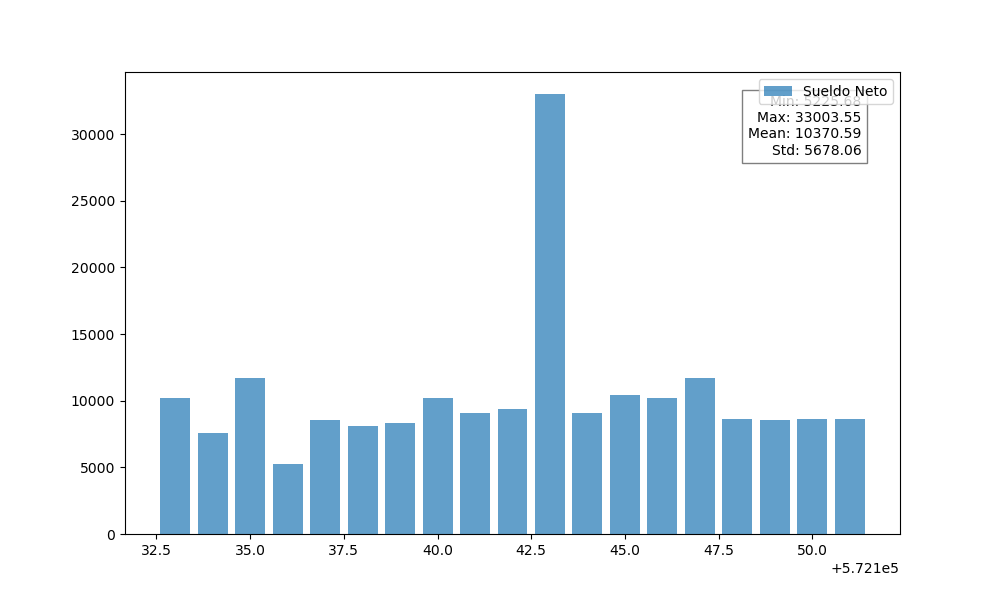 Sueldo Neto
Min: 5225.68
Max: 33003.55
Mean: 10370.59
Std: 5678.06
30000
25000
20000
15000
10000
5000
0
32.5 35.0 37.5 40.0 42.5 45.0 47.5 50.0
+5.721e5